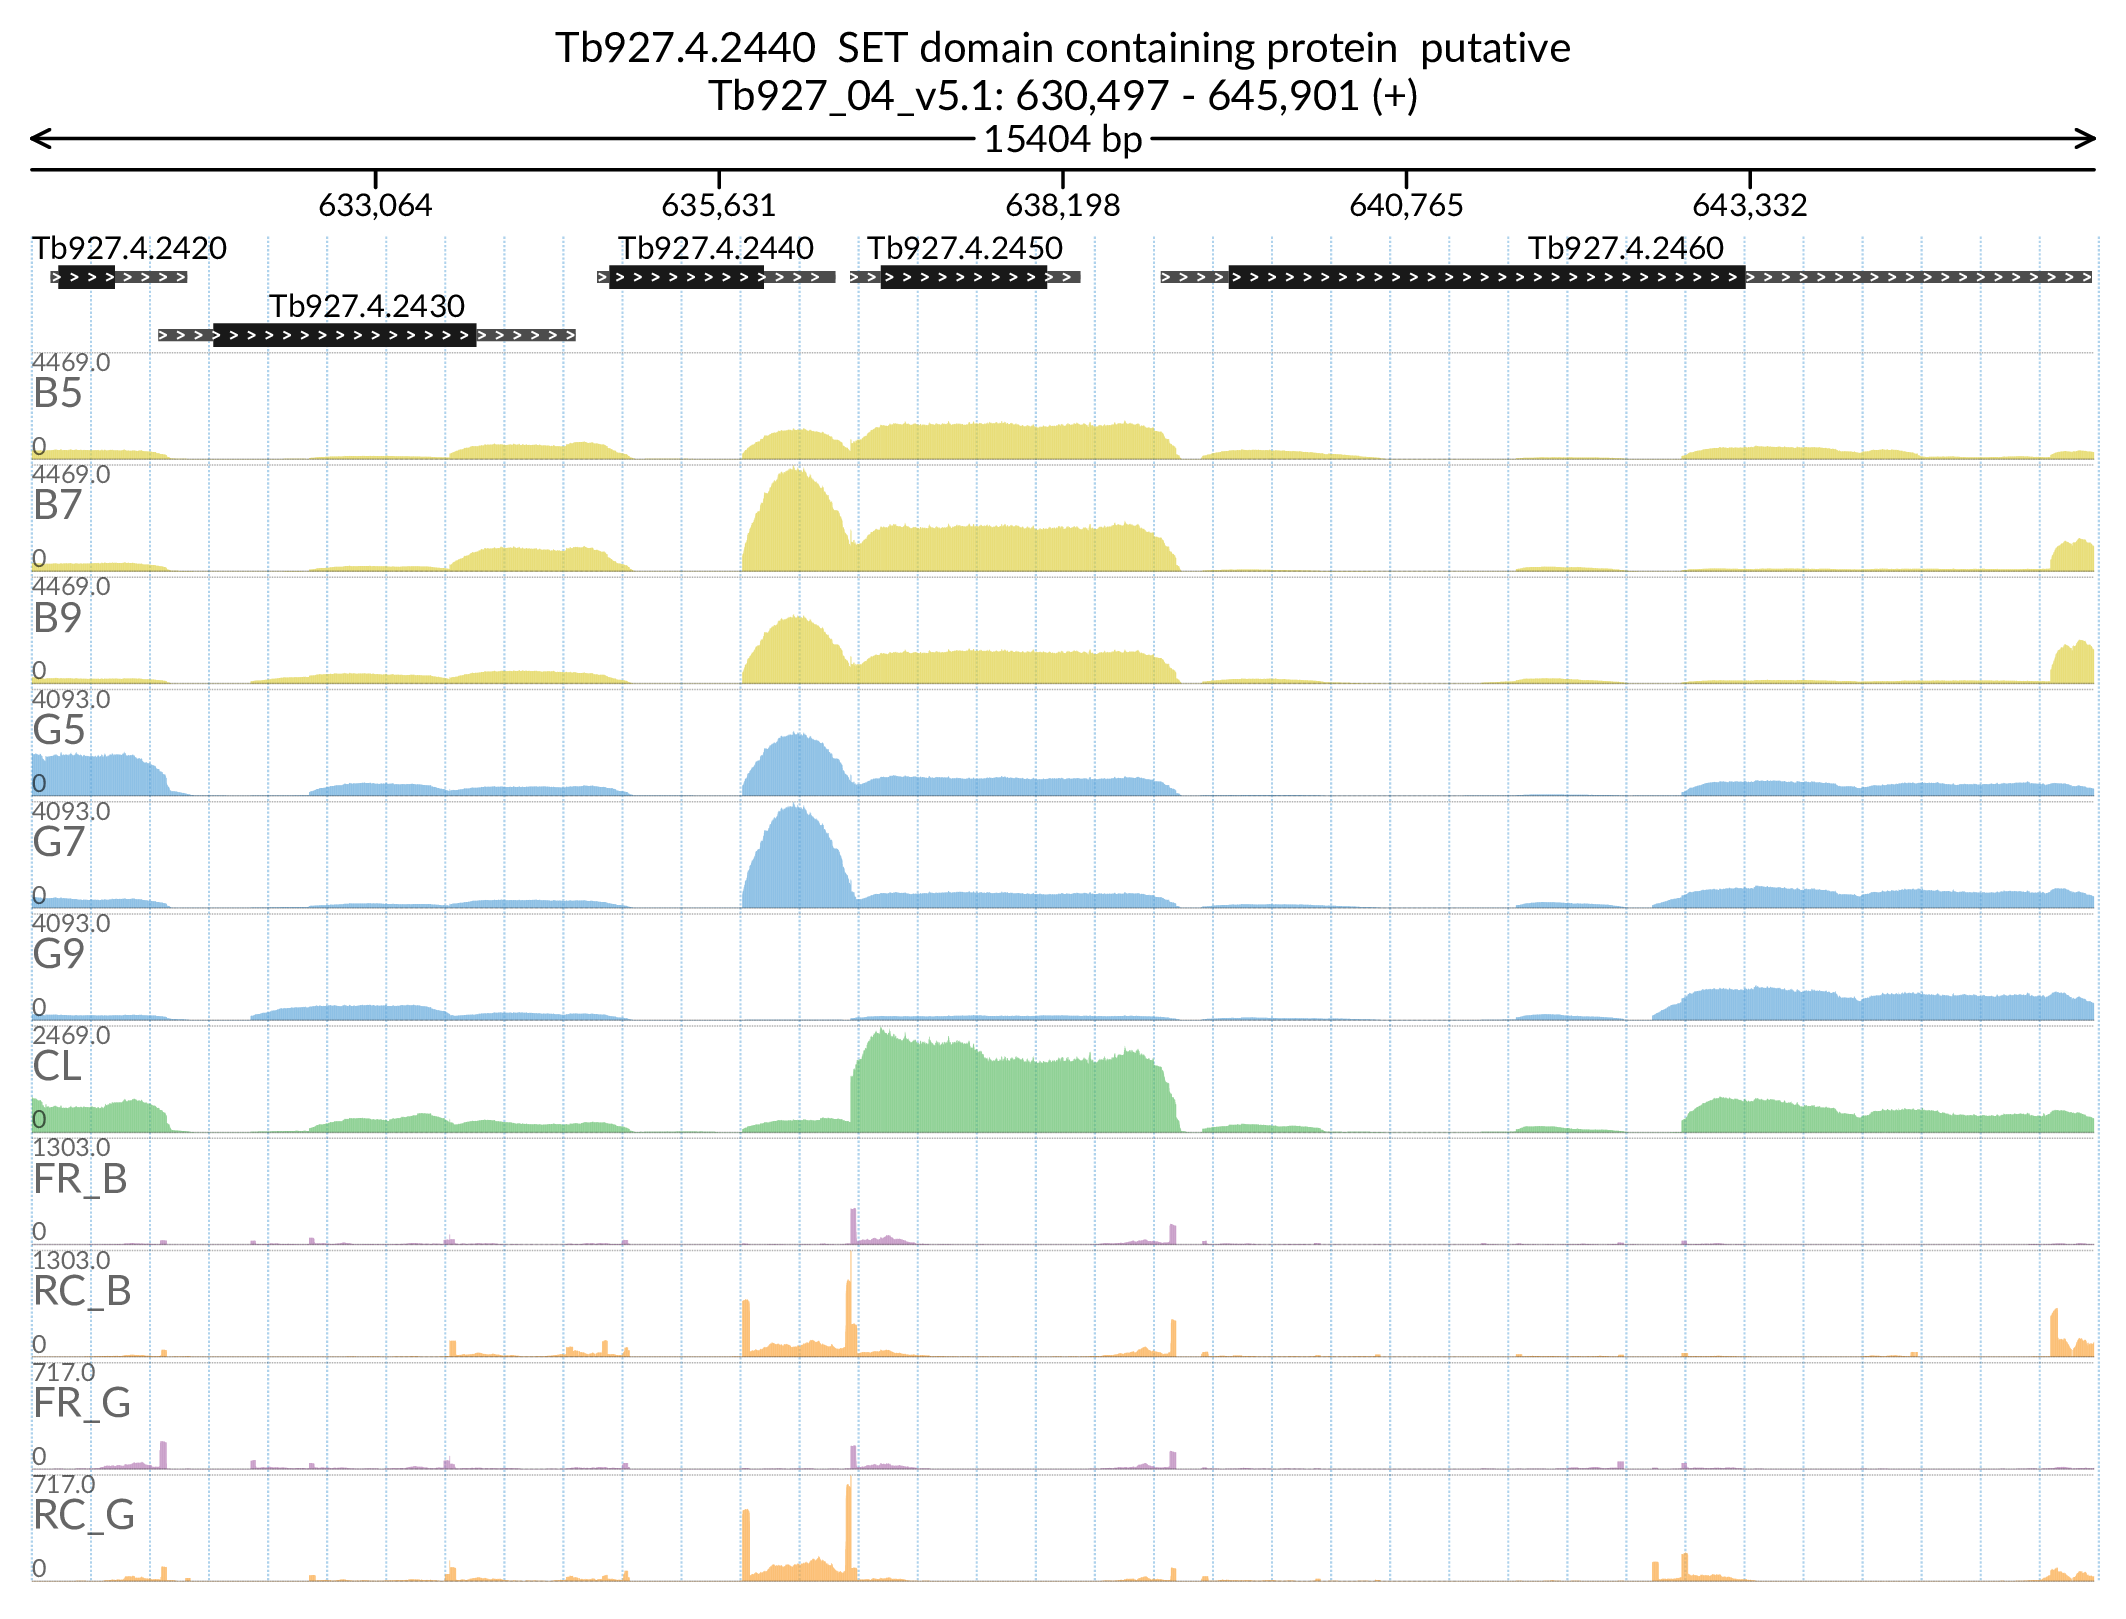 Tb927.4.2440  SET domain containing protein  putative
Tb927_04_v5.1: 630,497 - 645,901 (+)
15404 bp
633,064 635,631 638,198 640,765 643,332
Tb927.4.2420 Tb927.4.2440 Tb927.4.2450 Tb927.4.2460
Tb927.4.2430
4469.0
B5
0
4469.0
B7
0
4469.0
B9
0
4093.0
G5
0
4093.0
G7
0
4093.0
G9
0
2469.0
CL
0
1303.0
FR_B
0
1303.0
RC_B
0
717.0
FR_G
0
717.0
RC_G
0